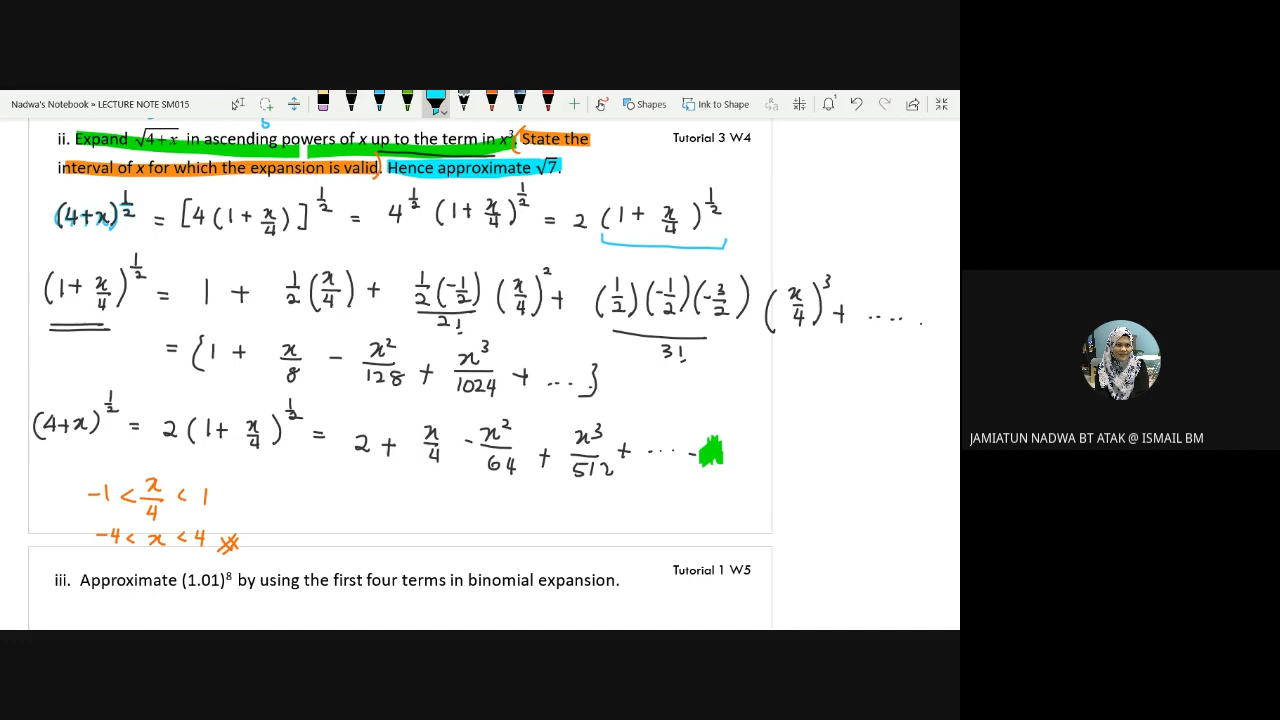 Nadwa's Notebook » LECTURE NOTE SM015
Shapes
Ink to Shape
ii. Expand √(4+x) in ascending powers of x up to the term in x³. (State the
Tutorial 3 W4
interval of x for which the expansion is valid). Hence approximate √7.
(4+x)^(1/2) = [4(1+x/4)]^(1/2) = 4^(1/2) (1+x/4)^(1/2) = 2 (1+x/4)^(1/2)
(1+x/4)^(1/2) = 1 + 1/2(x/4) + (1/2(-1/2))/2! (x/4)² + ((1/2)(-1/2)(-3/2))/3! (x/4)³ + .....
= {1 + x/8 - x²/128 + x³/1024 + ...}
(4+x)^(1/2) = 2(1+x/4)^(1/2) = 2 + x/4 - x²/64 + x³/512 + ....
-1 < x/4 < 1
-4 < x < 4
iii. Approximate (1.01)⁸ by using the first four terms in binomial expansion.
Tutorial 1 W5
JAMIATUN NADWA BT ATAK @ ISMAIL BM